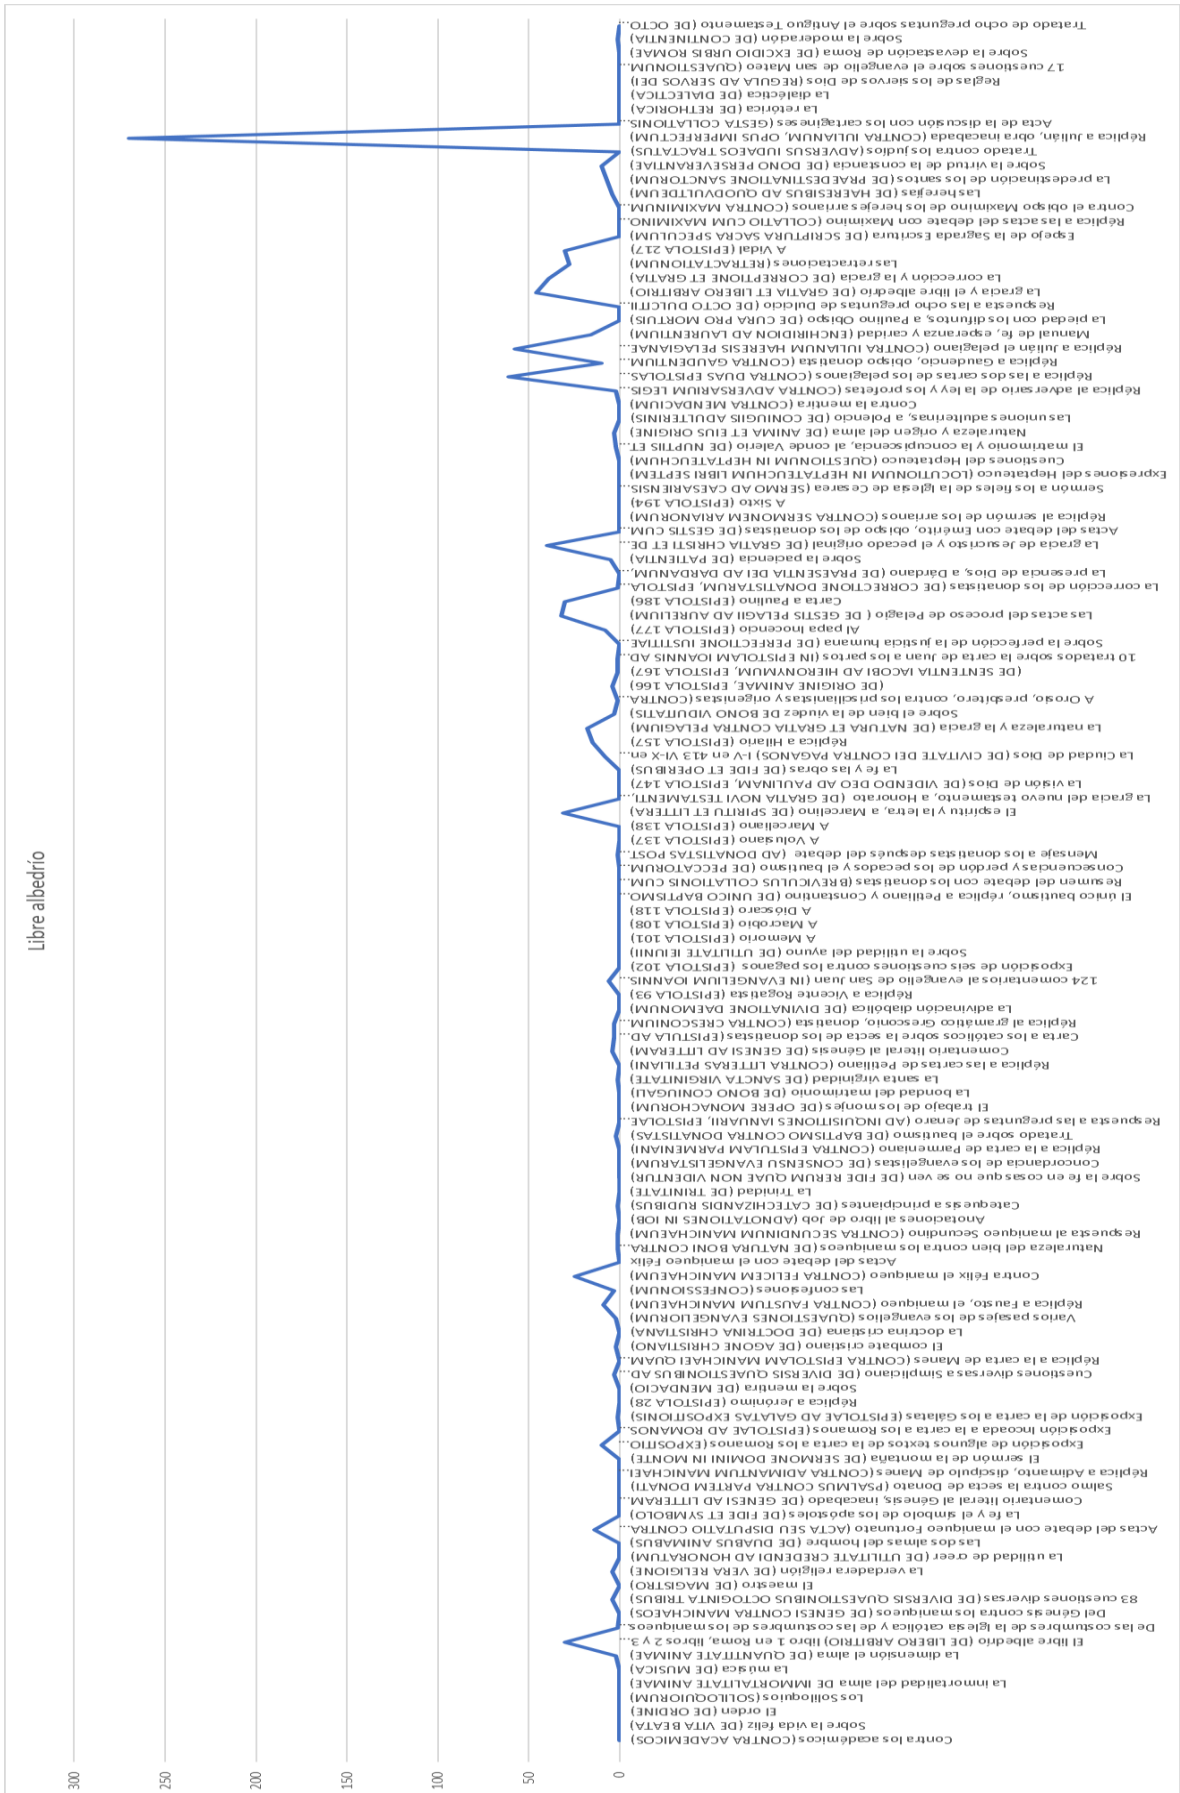 Libre albedrío
300
250
200
150
100
50
0
Contra los académicos (CONTRA ACADEMICOS)
Sobre la vida feliz (DE VITA BEATA)
El orden (DE ORDINE)
Los Soliloquios (SOLILOQUIORUM)
La inmortalidad del alma DE IMMORTALITATE ANIMAE)
La música (DE MUSICA)
La dimensión el alma (DE QUANTITATE ANIMAE)
El libre albedrío (DE LIBERO ARBITRIO) libro 1 en Roma, libros 2 y 3...
De las costumbres de la Iglesia católica y de las costumbres de los maniqueos...
Del Génesis contra los maniqueos (DE GENESI CONTRA MANICHAEOS)
83 cuestiones diversas (DE DIVERSIS QUAESTIONIBUS OCTOGINTA TRIBUS)
El maestro (DE MAGISTRO)
La verdadera religión (DE VERA RELIGIONE)
La utilidad de creer (DE UTILITATE CREDENDI AD HONORATUM)
Las dos almas del hombre (DE DUABUS ANIMABUS)
Actas del debate con el maniqueo Fortunato (ACTA SEU DISPUTATIO CONTRA...
La fe y el símbolo de los apóstoles (DE FIDE ET SYMBOLO)
Comentario literal al Génesis, inacabado (DE GENESI AD LITTERAM...
Salmo contra la secta de Donato (PSALMUS CONTRA PARTEM DONATI)
Réplica a Adimanto, discípulo de Manes (CONTRA ADIMANTUM MANICHAEI...
El sermón de la montaña (DE SERMONE DOMINI IN MONTE)
Exposición de algunos textos de la carta a los Romanos (EXPOSITIO...
Exposición Incoada a la carta a los Romanos (EPISTOLAE AD ROMANOS...
Exposición de la carta a los Gálatas (EPISTOLAE AD GALATAS EXPOSITIONIS)
Réplica a Jerónimo (EPISTOLA 28)
Sobre la mentira (DE MENDACIO)
Cuestiones diversas a Simpliciano (DE DIVERSIS QUAESTIONIBUS AD...
Réplica a la carta de Manes (CONTRA EPISTOLAM MANICHAEI QUAM...
El combate cristiano (DE AGONE CHRISTIANO)
La doctrina cristiana (DE DOCTRINA CHRISTIANA)
Varios pasajes de los evangelios (QUAESTIONES EVANGELIORUM)
Réplica a Fausto, el maniqueo (CONTRA FAUSTUM MANICHAEUM)
Las confesiones (CONFESSIONUM)
Contra Félix el maniqueo (CONTRA FELICEM MANICHAEUM)
Actas del debate con el maniqueo Félix
Naturaleza del bien contra los maniqueos (DE NATURA BONI CONTRA...
Respuesta al maniqueo Secundino (CONTRA SECUNDINUM MANICHAEUM)
Anotaciones al libro de Job (ADNOTATIONES IN IOB)
Catequesis a principiantes (DE CATECHIZANDIS RUDIBUS)
La Trinidad (DE TRINITATE)
Sobre la fe en cosas que no se ven (DE FIDE RERUM QUAE NON VIDENTUR)
Concordancia de los evangelistas (DE CONSENSU EVANGELISTARUM)
Réplica a la carta de Parmeniano (CONTRA EPISTULAM PARMENIANI)
Tratado sobre el bautismo (DE BAPTISMO CONTRA DONATISTAS)
Respuesta a las preguntas de Jenaro (AD INQUISITIONES IANUARII, EPISTOLAE...
El trabajo de los monjes (DE OPERE MONACHORUM)
La bondad del matrimonio (DE BONO CONIUGALI)
La santa virginidad (DE SANCTA VIRGINITATE)
Réplica a las cartas de Petiliano (CONTRA LITTERAS PETILIANI)
Comentario literal al Génesis (DE GENESI AD LITTERAM)
Carta a los católicos sobre la secta de los donatistas (EPISTULA AD...
Réplica al gramático Gresconio, donatista (CONTRA CRESCONIUM...
La adivinación diabólica (DE DIVINATIONE DAEMONUM)
Réplica a Vicente Rogatista (EPISTOLA 93)
124 comentarios al evangelio de San Juan (IN EVANGELIUM IOANNIS...
Exposición de seis cuestiones contra los paganos (EPISTOLA 102)
Sobre la utilidad del ayuno (DE UTILITATE IEIUNII)
A Memorio (EPISTOLA 101)
A Macrobio (EPISTOLA 108)
A Dióscaro (EPISTOLA 118)
El único bautismo, réplica a Petiliano y Constantino (DE UNICO BAPTISMO...
Resumen del debate con los donatistas (BREVICULUS COLLATIONIS CUM...
Consecuencias y perdón de los pecados y el bautismo (DE PECCATORUM...
Mensaje a los donatistas después del debate (AD DONATISTAS POST...
A Volusiano (EPISTOLA 137)
A Marceliano (EPISTOLA 138)
El espíritu y la letra, a Marcelino (DE SPIRITU ET LITTERA)
La gracia del nuevo testamento, a Honorato (DE GRATIA NOVI TESTAMENTI,...
La visión de Dios (DE VIDENDO DEO AD PAULINAM, EPISTOLA 147)
La fe y las obras (DE FIDE ET OPERIBUS)
La Ciudad de Dios (DE CIVITATE DEI CONTRA PAGANOS) I-V en 413 VI-X en...
Réplica a Hilario (EPISTOLA 157)
La naturaleza y la gracia (DE NATURA ET GRATIA CONTRA PELAGIUM)
Sobre el bien de la viudez DE BONO VIDUITATIS)
A Orosio, presbítero, contra los priscilianistas y origenistas (CONTRA...
(DE ORIGINE ANIMAE, EPISTOLA 166)
(DE SENTENTIA IACOBI AD HIERONYMUM, EPISTOLA 167)
10 tratados sobre la carta de Juan a los partos (IN EPISTOLAM IOANNIS AD...
Sobre la perfección de la justicia humana (DE PERFECTIONE IUSTITIAE...
Al papa Inocencio (EPISTOLA 177)
Las actas del proceso de Pelagio ( DE GESTIS PELAGII AD AURELIUM)
Carta a Paulino (EPISTOLA 186)
La corrección de los donatistas (DE CORRECTIONE DONATISTARUM, EPISTOLA...
La presencia de Dios, a Dárdano (DE PRAESENTIA DEI AD DARDANUM,...
Sobre la paciencia (DE PATIENTIA)
La gracia de Jesucristo y el pecado original (DE GRATIA CHRISTI ET DE...
Actas del debate con Emérito, obispo de los donatistas (DE GESTIS CUM...
Réplica al sermón de los arrianos (CONTRA SERMONEM ARIANORUM)
A Sixto (EPISTOLA 194)
Sermón a los fieles de la Iglesia de Cesarea (SERMO AD CAESARIENSIS...
Expresiones del Heptateuco (LOCUTIONUM IN HEPTATEUCHUM LIBRI SEPTEM)
Cuestiones del Heptateuco (QUESTIONUM IN HEPTATEUCHUM)
El matrimonio y la concupiscencia, al conde Valerio (DE NUPTIIS ET...
Naturaleza y origen del alma (DE ANIMA ET EIUS ORIGINE)
Las uniones adulterinas, a Polencio (DE CONIUGIIS ADULTERINIS)
Contra la mentira (CONTRA MENDACIUM)
Réplica al adversario de la ley y los profetas (CONTRA ADVERSARIUM LEGIS...
Réplica a las dos cartas de los pelagianos (CONTRA DUAS EPISTOLAS...
Réplica a Gaudencio, obispo donatista (CONTRA GAUDENTIUM...
Réplica a Julián el pelagiano (CONTRA IULIANUM HAERESIS PELAGIANAE...
Manual de fe, esperanza y caridad (ENCHIRIDION AD LAURENTIUM)
La piedad con los difuntos, a Paulino Obispo (DE CURA PRO MORTUIS)
Respuesta a las ocho preguntas de Dulcicio (DE OCTO DULCITII...
La gracia y el libre albedrío (DE GRATIA ET LIBERO ARBITRIO)
La corrección y la gracia (DE CORREPTIONE ET GRATIA)
Las retractaciones (RETRACTATIONUM)
A Vidal (EPISTOLA 217)
Espejo de la Sagrada Escritura (DE SCRIPTURA SACRA SPECULUM)
Réplica a las actas del debate con Maximino (COLLATIO CUM MAXIMINO...
Contra el obispo Maximino de los herejes arrianos (CONTRA MAXIMINUM...
Las herejías (DE HAERESIBUS AD QUODVULTDEUM)
La predestinación de los santos (DE PRAEDESTINATIONE SANCTORUM)
Sobre la virtud de la constancia (DE DONO PERSEVERANTIAE)
Tratado contra los judíos (ADVERSUS IUDAEOS TRACTATUS)
Réplica a Julián, obra inacabada (CONTRA IULIANUM, OPUS IMPERFECTUM)
Acta de la discusión con los cartagineses (GESTA COLLATIONIS...
La retórica (DE RETHORICA)
La dialéctica (DE DIALECTICA)
Reglas de los siervos de Dios (REGULA AD SERVOS DEI)
17 cuestiones sobre el evangelio de san Mateo (QUAESTIONUM...
Sobre la devastación de Roma (DE EXCIDIO URBIS ROMAE)
Sobre la moderación (DE CONTINENTIA)
Tratado de ocho preguntas sobre el Antiguo Testamento (DE OCTO...